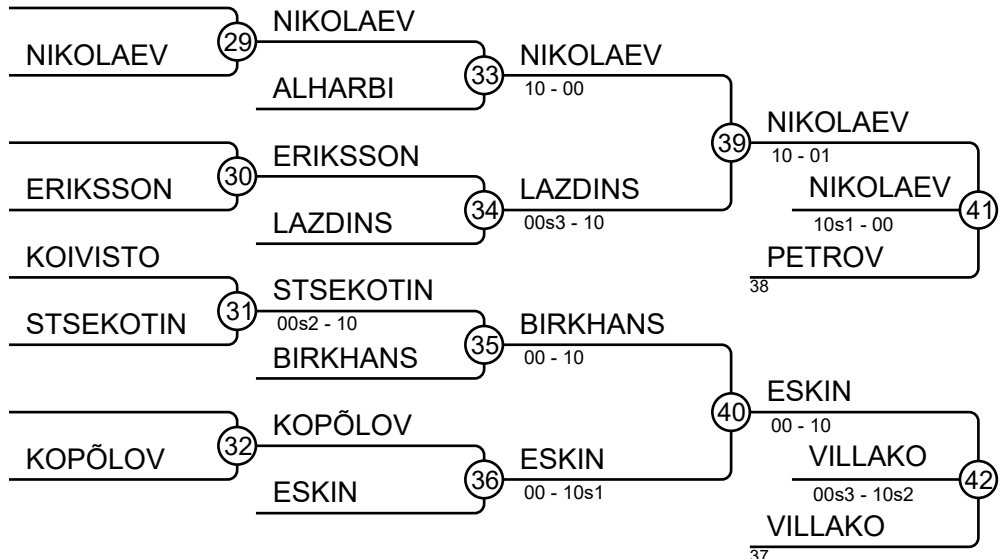 NIKOLAEV
29
NIKOLAEV
ALHARBI
33
NIKOLAEV
10 - 00
ERIKSSON
30
ERIKSSON
LAZDINS
34
LAZDINS
00s3 - 10
39
NIKOLAEV
10 - 01
NIKOLAEV
10s1 - 00
41
PETROV
38
KOIVISTO
STSEKOTIN
31
STSEKOTIN
00s2 - 10
BIRKHANS
35
BIRKHANS
00 - 10
KOPÕLOV
32
KOPÕLOV
ESKIN
36
ESKIN
00 - 10s1
40
ESKIN
00 - 10
VILLAKO
00s3 - 10s2
42
VILLAKO
37